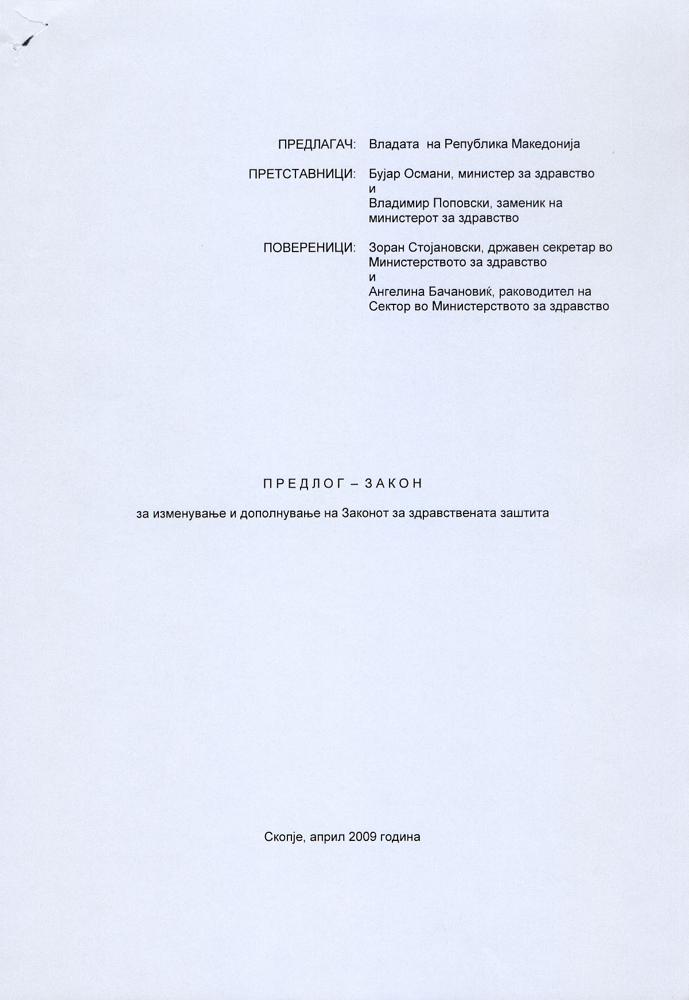 ПРЕДЛАГАЧ: Владата на Република Македонија
ПРЕТСТАВНИЦИ: Бујар Османи, министер за здравство
и
Владимир Поповски, заменик на
министерот за здравство
ПОВЕРЕНИЦИ: Зоран Стојановски, државен секретар во
Министерството за здравство
и
Ангелина Бачановиќ, раководител на
Сектор во Министерството за здравство
П Р Е Д Л О Г – З А К О Н
за изменување и дополнување на Законот за здравствената заштита
Скопје, април 2009 година